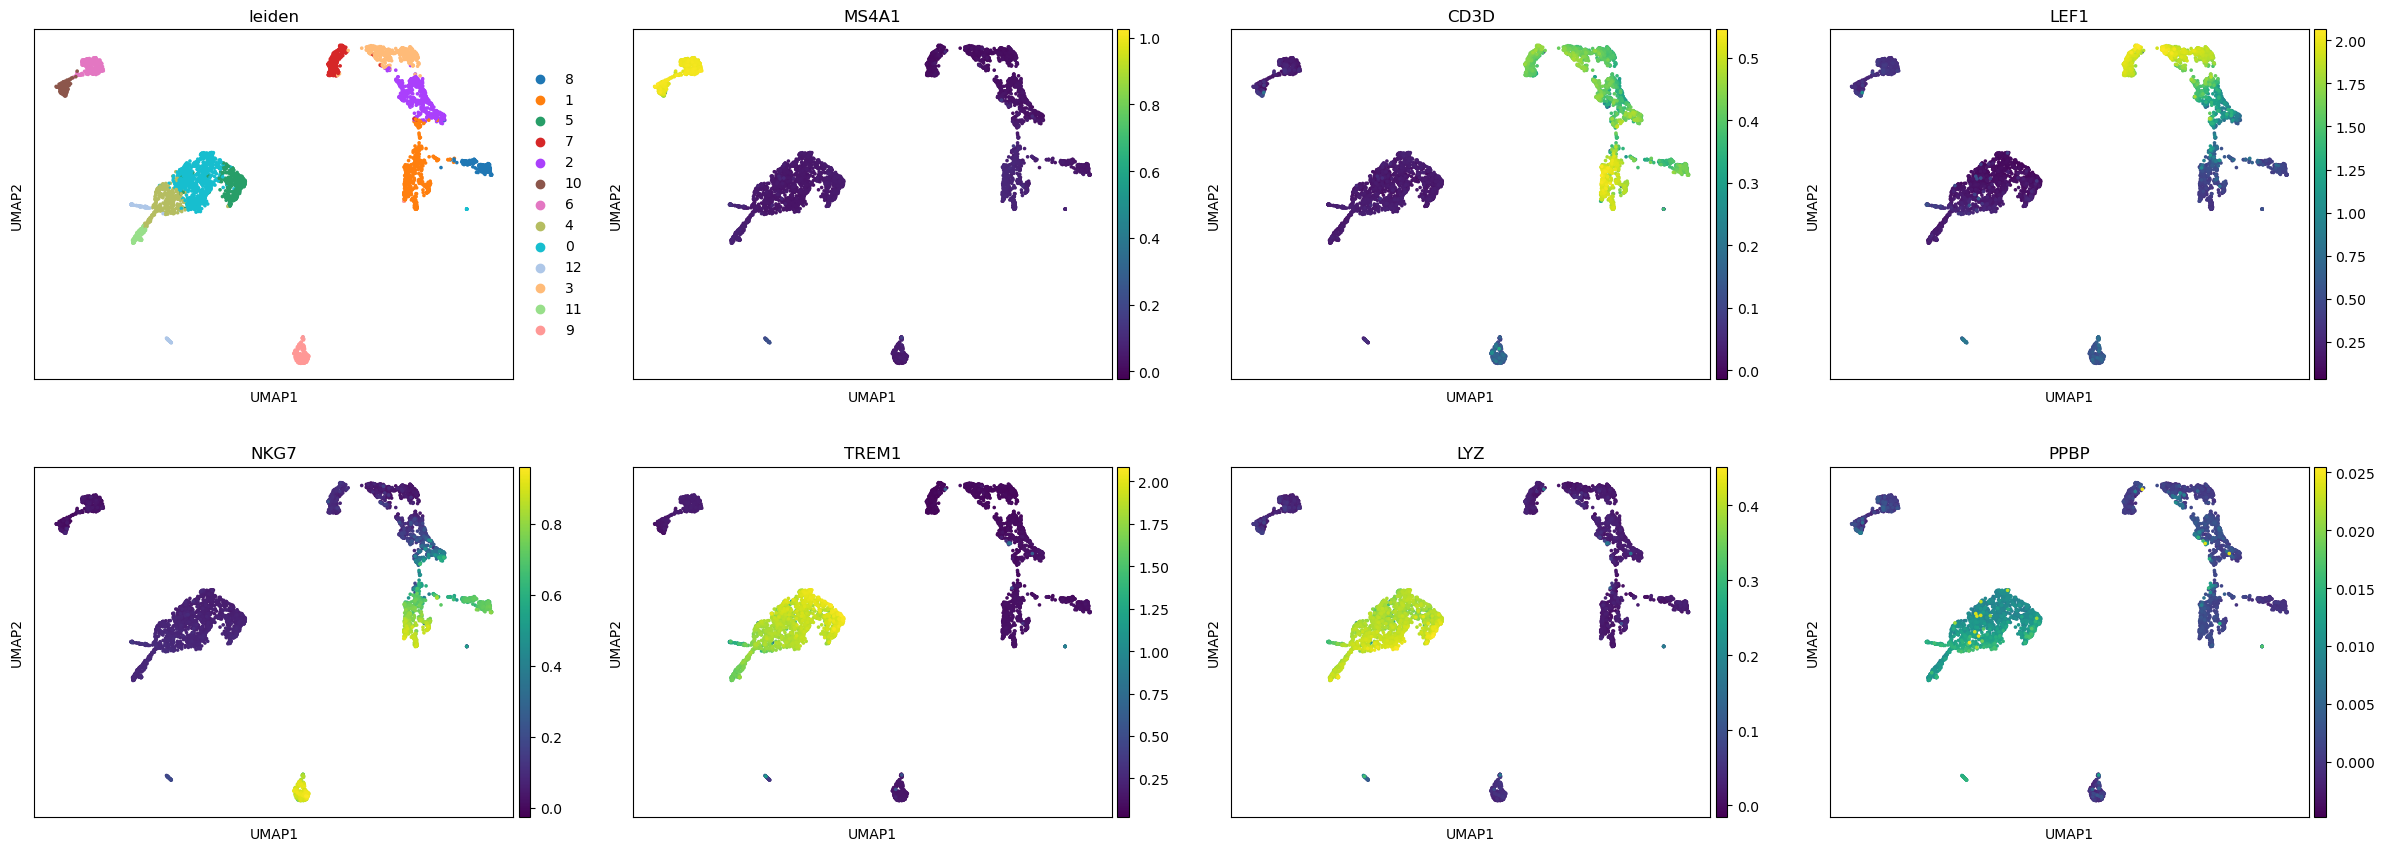 leiden
UMAP2
UMAP1
8
1
5
7
2
10
6
4
0
12
3
11
9
MS4A1
UMAP2
UMAP1
1.0
0.8
0.6
0.4
0.2
0.0
CD3D
UMAP2
UMAP1
0.5
0.4
0.3
0.2
0.1
0.0
LEF1
UMAP2
UMAP1
2.00
1.75
1.50
1.25
1.00
0.75
0.50
0.25
NKG7
UMAP2
UMAP1
0.8
0.6
0.4
0.2
0.0
TREM1
UMAP2
UMAP1
2.00
1.75
1.50
1.25
1.00
0.75
0.50
0.25
LYZ
UMAP2
UMAP1
0.4
0.3
0.2
0.1
0.0
PPBP
UMAP2
UMAP1
0.025
0.020
0.015
0.010
0.005
0.000